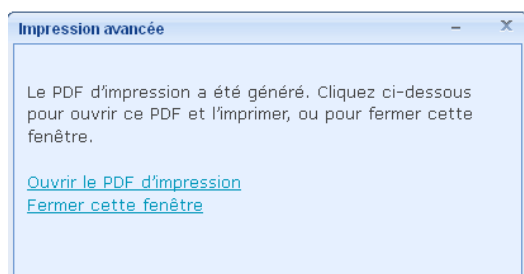 Impression avancée
Le PDF d'impression a été généré. Cliquez ci-dessous
pour ouvrir ce PDF et l'imprimer, ou pour fermer cette
fenêtre.
Ouvrir le PDF d'impression
Fermer cette fenêtre